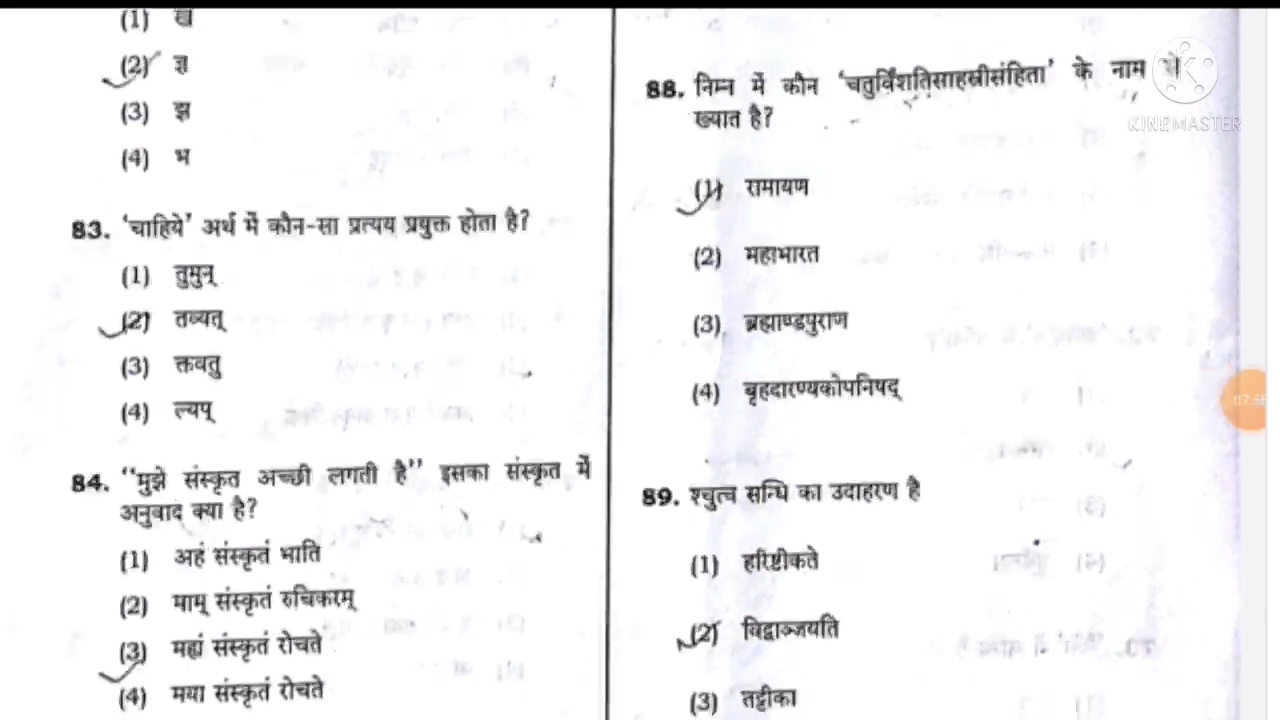 (1) ख
(2) ज्ञ
(3) झ
(4) भ
83. 'चाहिये' अर्थ में कौन-सा प्रत्यय प्रयुक्त होता है?
(1) तुमुन्
(2) तव्यत्
(3) क्तवतु
(4) ल्यप्
84. "मुझे संस्कृत अच्छी लगती है" इसका संस्कृत में
अनुवाद क्या है?
(1) अहं संस्कृतं भाति
(2) माम् संस्कृतं रुचिकरम्
(3) मह्यं संस्कृतं रोचते
(4) मया संस्कृतं रोचते
88. निम्न में कौन 'चतुर्विंशतिसाहस्रीसंहिता' के नाम से
ख्यात है?
(1) रामायण
(2) महाभारत
(3) ब्रह्माण्डपुराण
(4) बृहदारण्यकोपनिषद्
89. श्चुत्व सन्धि का उदाहरण है
(1) हरिष्टीकते
(2) विद्वाञ्जयति
(3) तट्टीका
KINEMASTER
07:58